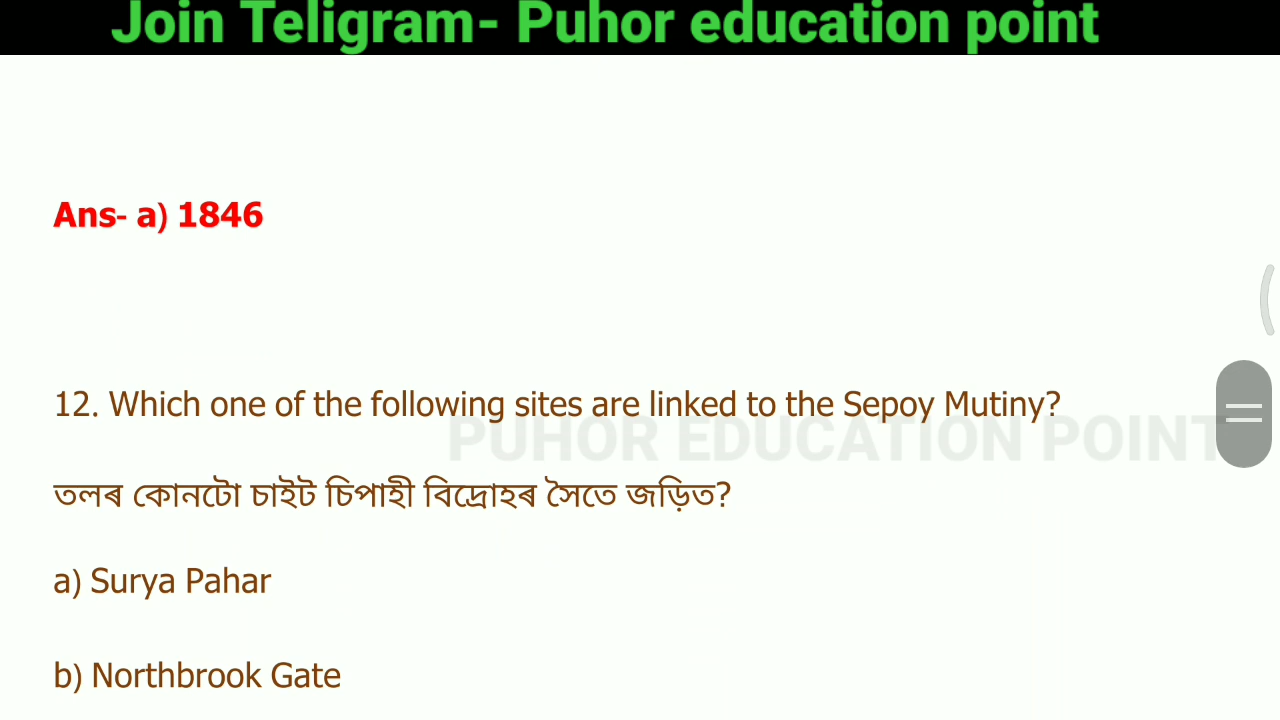 Join Teligram- Puhor education point
Ans- a) 1846
12. Which one of the following sites are linked to the Sepoy Mutiny?
PUHOR EDUCATION POINT
তলৰ কোনটো চাইট চিপাহী বিদ্ৰোহৰ সৈতে জড়িত?
a) Surya Pahar
b) Northbrook Gate